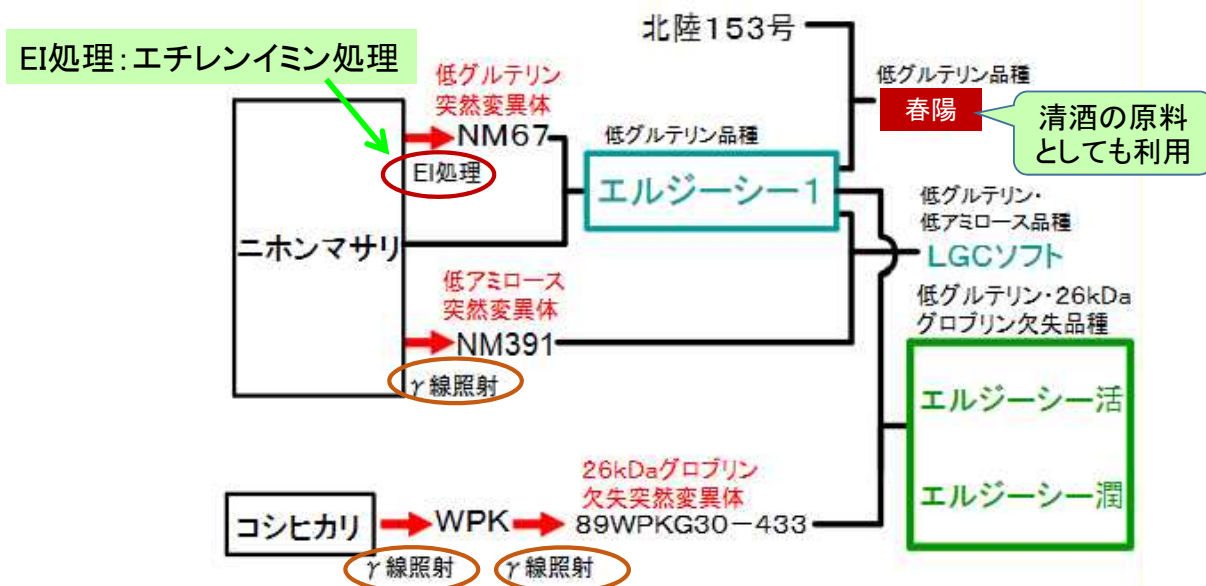 北陸153号
EI処理:エチレンイミン処理
低グルテリン
突然変異体
NM67
EI処理
低グルテリン品種
エルジーシー1
低グルテリン品種
春陽
清酒の原料
としても利用
ニホンマサリ
低グルテリン・
低アミロース品種
LGCソフト
低アミロース
突然変異体
NM391
γ線照射
低グルテリン・26kDa
グロブリン欠失品種
エルジーシー活
エルジーシー潤
コシヒカリ
WPK
26kDaグロブリン
欠失突然変異体
89WPKG30-433
γ線照射
γ線照射